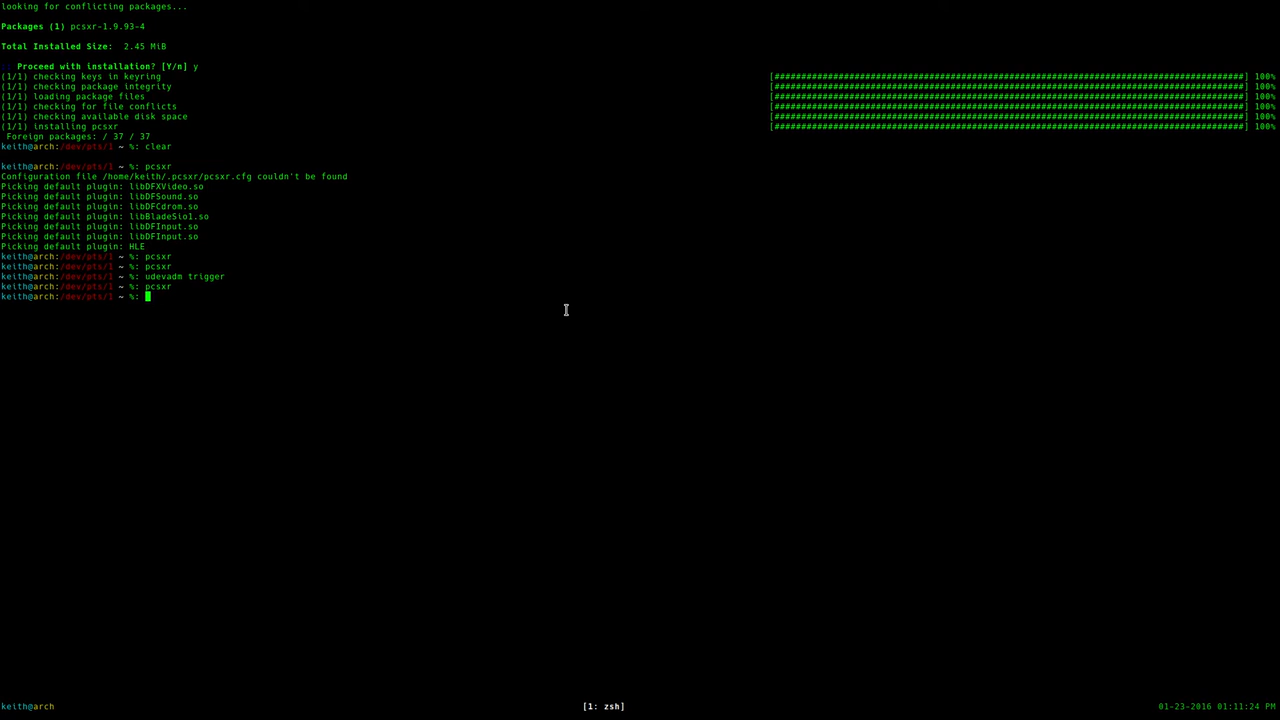 looking for conflicting packages...
Packages (1) pcsxr-1.9.93-4
Total Installed Size:  2.45 MiB
:: Proceed with installation? [Y/n] y
(1/1) checking keys in keyring [########################################################################################] 100%
(1/1) checking package integrity [########################################################################################] 100%
(1/1) loading package files [########################################################################################] 100%
(1/1) checking for file conflicts [########################################################################################] 100%
(1/1) checking available disk space [########################################################################################] 100%
(1/1) installing pcsxr [########################################################################################] 100%
Foreign packages: / 37 / 37
keith@arch:/dev/pts/1 ~ %: clear
keith@arch:/dev/pts/1 ~ %: pcsxr
Configuration file /home/keith/.pcsxr/pcsxr.cfg couldn't be found
Picking default plugin: libDFXVideo.so
Picking default plugin: libDFSound.so
Picking default plugin: libDFCdrom.so
Picking default plugin: libBladeSio1.so
Picking default plugin: libDFInput.so
Picking default plugin: libDFInput.so
Picking default plugin: HLE
keith@arch:/dev/pts/1 ~ %: pcsxr
keith@arch:/dev/pts/1 ~ %: pcsxr
keith@arch:/dev/pts/1 ~ %: udevadm trigger
keith@arch:/dev/pts/1 ~ %: pcsxr
keith@arch:/dev/pts/1 ~ %:
keith@arch [1: zsh] 01-23-2016 01:11:24 PM